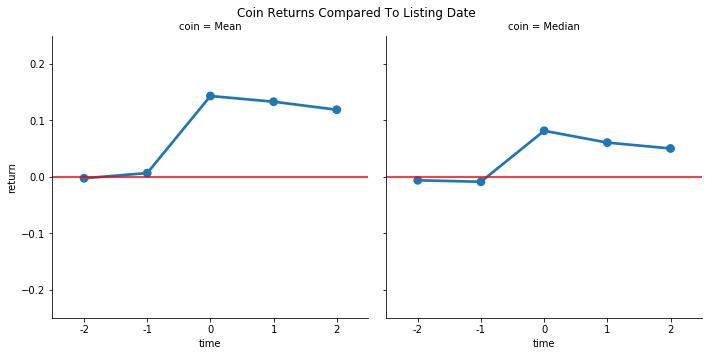 Coin Returns Compared To Listing Date
coin = Mean
coin = Median
return
0.2
0.1
0.0
−0.1
−0.2
-2 -1 0 1 2
-2 -1 0 1 2
time
time